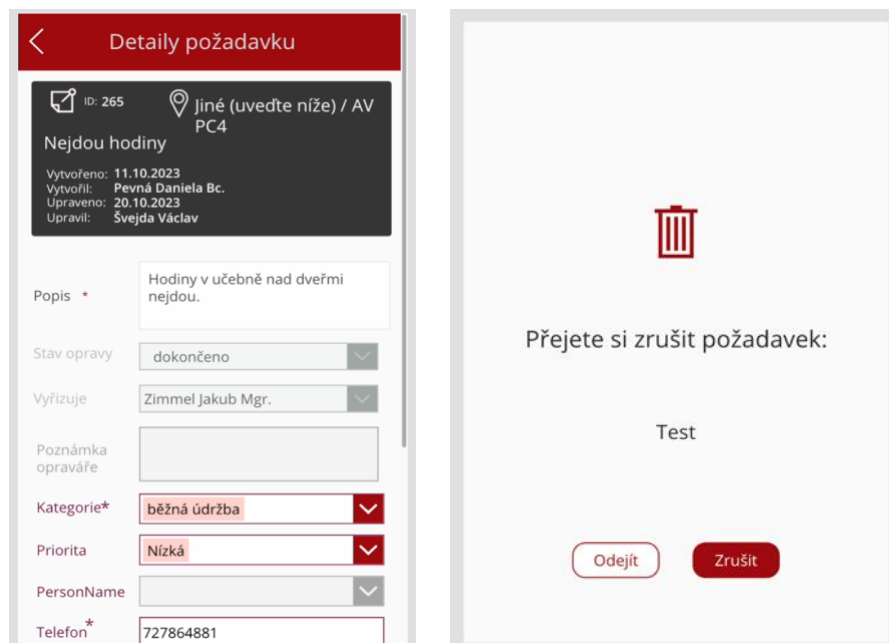 Detaily požadavku
ID: 265
Jiné (uveďte níže) / AV
PC4
Nejdou hodiny
Vytvořeno: 11.10.2023
Vytvořil: Pevná Daniela Bc.
Upraveno: 20.10.2023
Upravil: Švejda Václav
Popis *
Hodiny v učebně nad dveřmi
nejdou.
Stav opravy
dokončeno
Vyřizuje
Zimmel Jakub Mgr.
Poznámka
opraváře
Kategorie*
běžná údržba
Priorita
Nízká
PersonName
Telefon*
727864881
Přejete si zrušit požadavek:
Test
Odejít
Zrušit